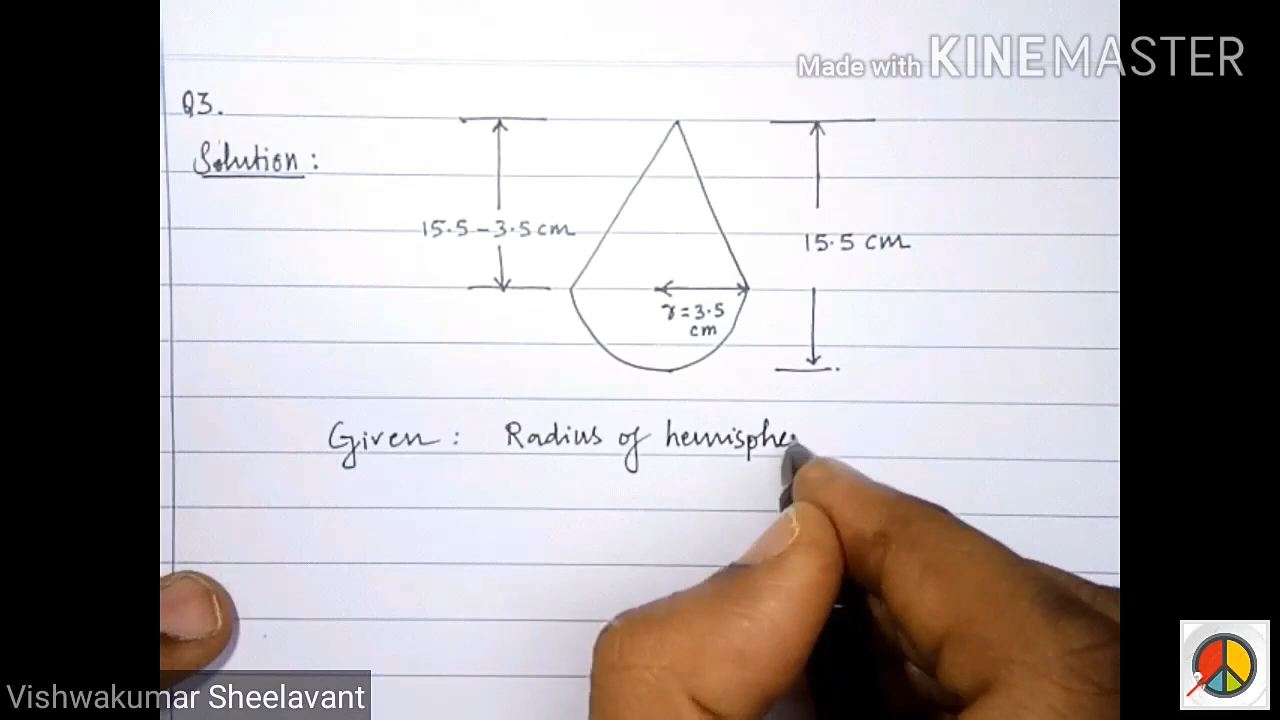 Made with KINEMASTER
Q3.
Solution :
15.5 - 3.5 cm
15.5 cm
r = 3.5
cm
Given : Radius of hemisphe
Vishwakumar Sheelavant